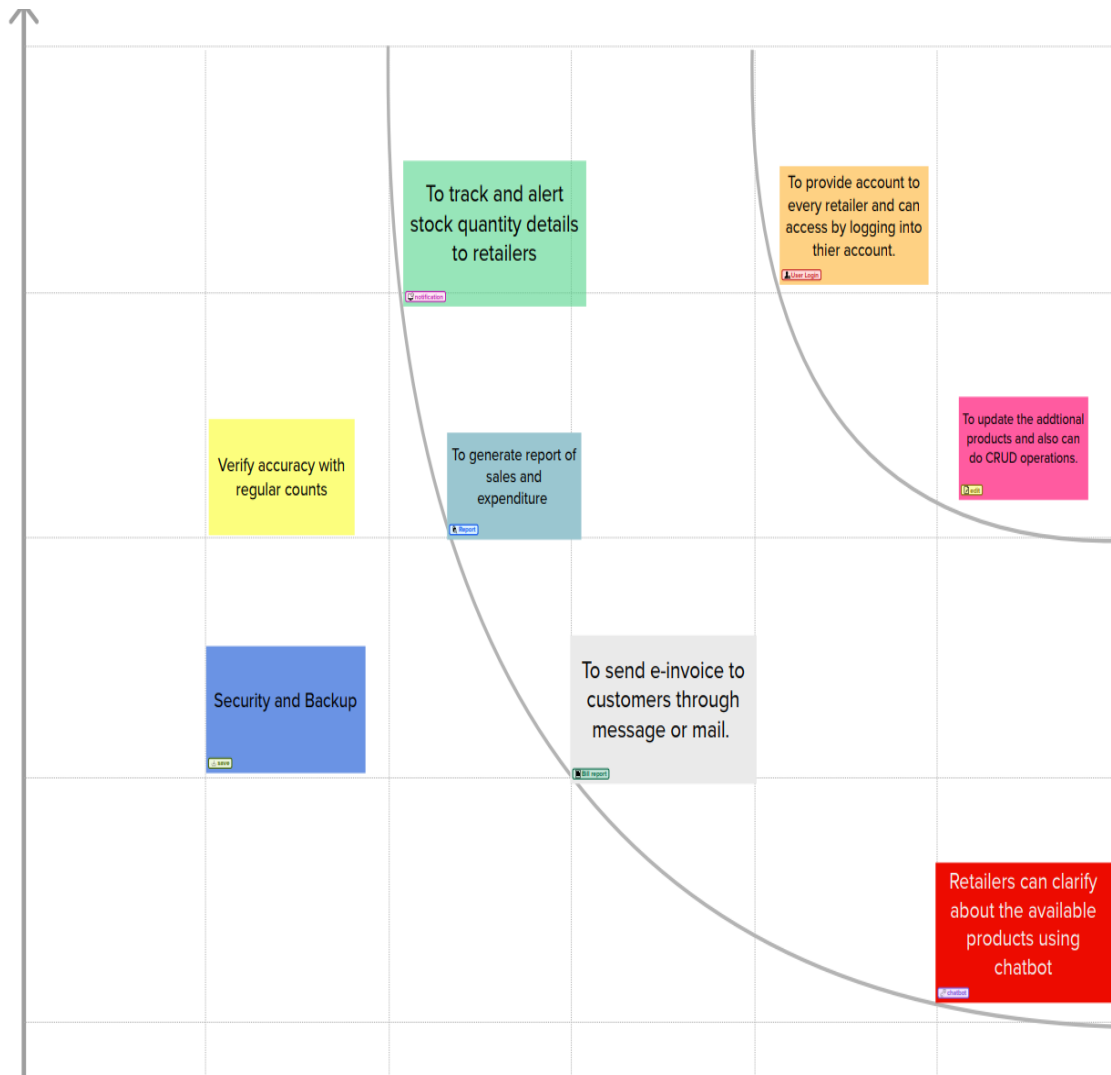 To track and alert
stock quantity details
to retailers
notification
To provide account to
every retailer and can
access by logging into
thier account.
User Login
Verify accuracy with
regular counts
To generate report of
sales and
expenditure
Report
To update the addtional
products and also can
do CRUD operations.
edit
Security and Backup
save
To send e-invoice to
customers through
message or mail.
Bill report
Retailers can clarify
about the available
products using
chatbot
chatbot